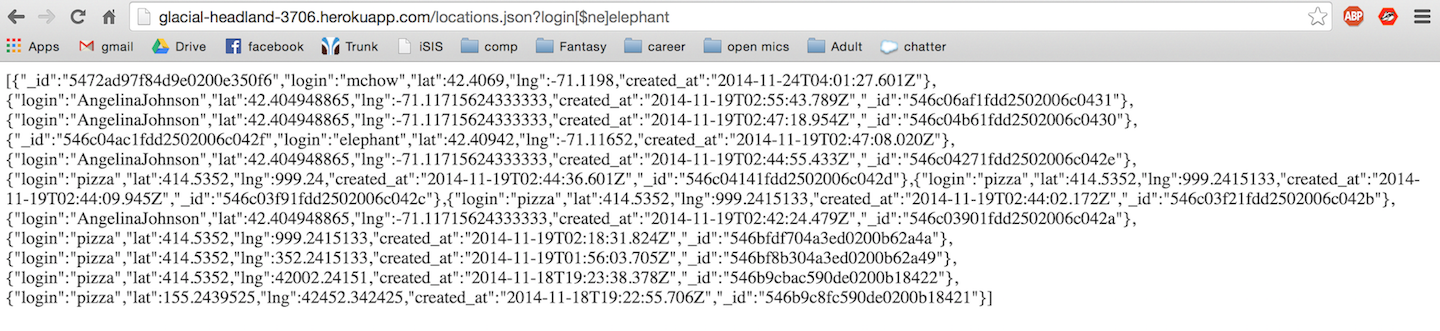 glacial-headland-3706.herokuapp.com/locations.json?login[$ne]elephant
ABP
Apps gmail Drive facebook Trunk iSIS comp Fantasy career open mics Adult chatter
[{"_id":"5472ad97f84d9e0200e350f6","login":"mchow","lat":42.4069,"lng":-71.1198,"created_at":"2014-11-24T04:01:27.601Z"},
{"login":"AngelinaJohnson","lat":42.404948865,"lng":-71.11715624333333,"created_at":"2014-11-19T02:55:43.789Z","_id":"546c06af1fdd2502006c0431"},
{"login":"AngelinaJohnson","lat":42.404948865,"lng":-71.11715624333333,"created_at":"2014-11-19T02:47:18.954Z","_id":"546c04b61fdd2502006c0430"},
{"_id":"546c04ac1fdd2502006c042f","login":"elephant","lat":42.40942,"lng":-71.11652,"created_at":"2014-11-19T02:47:08.020Z"},
{"login":"AngelinaJohnson","lat":42.404948865,"lng":-71.11715624333333,"created_at":"2014-11-19T02:44:55.433Z","_id":"546c04271fdd2502006c042e"},
{"login":"pizza","lat":414.5352,"lng":999.24,"created_at":"2014-11-19T02:44:36.601Z","_id":"546c04141fdd2502006c042d"},{"login":"pizza","lat":414.5352,"lng":999.2415133,"created_at":"2014-
11-19T02:44:09.945Z","_id":"546c03f91fdd2502006c042c"},{"login":"pizza","lat":414.5352,"lng":999.2415133,"created_at":"2014-11-19T02:44:02.172Z","_id":"546c03f21fdd2502006c042b"},
{"login":"AngelinaJohnson","lat":42.404948865,"lng":-71.11715624333333,"created_at":"2014-11-19T02:42:24.479Z","_id":"546c03901fdd2502006c042a"},
{"login":"pizza","lat":414.5352,"lng":999.2415133,"created_at":"2014-11-19T02:18:31.824Z","_id":"546bfdf704a3ed0200b62a4a"},
{"login":"pizza","lat":414.5352,"lng":352.2415133,"created_at":"2014-11-19T01:56:03.705Z","_id":"546bf8b304a3ed0200b62a49"},
{"login":"pizza","lat":414.5352,"lng":42002.24151,"created_at":"2014-11-18T19:23:38.378Z","_id":"546b9cbac590de0200b18422"},
{"login":"pizza","lat":155.2439525,"lng":42452.342425,"created_at":"2014-11-18T19:22:55.706Z","_id":"546b9c8fc590de0200b18421"}]